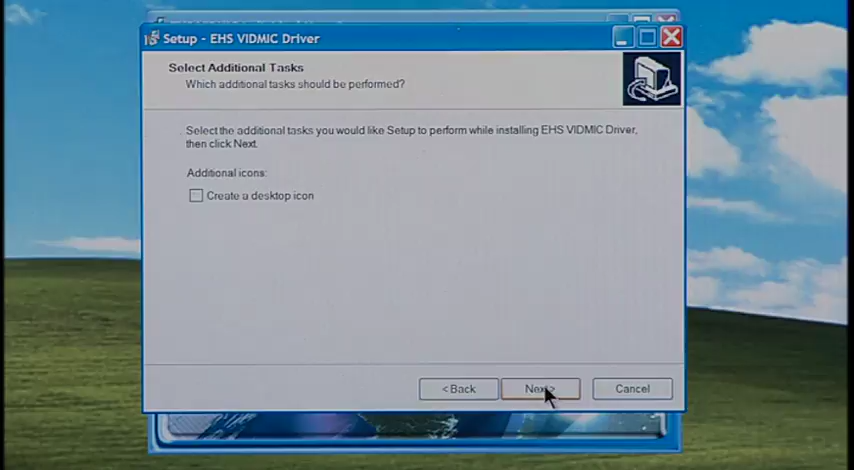 Setup - EHS VIDMIC Driver
Select Additional Tasks
Which additional tasks should be performed?
Select the additional tasks you would like Setup to perform while installing EHS VIDMIC Driver,
then click Next.
Additional icons:
Create a desktop icon
< Back
Next >
Cancel